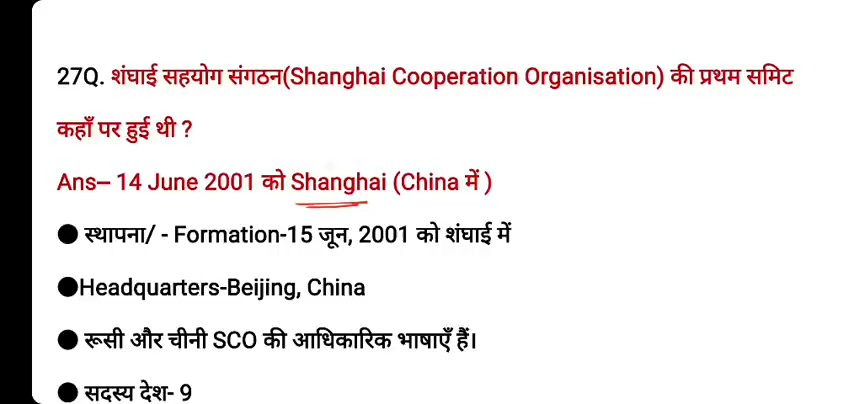 27Q. शंघाई सहयोग संगठन(Shanghai Cooperation Organisation) की प्रथम समिट
कहाँ पर हुई थी ?
Ans– 14 June 2001 को Shanghai (China में )
● स्थापना/ - Formation-15 जून, 2001 को शंघाई में
●Headquarters-Beijing, China
● रूसी और चीनी SCO की आधिकारिक भाषाएँ हैं।
● सदस्य देश- 9